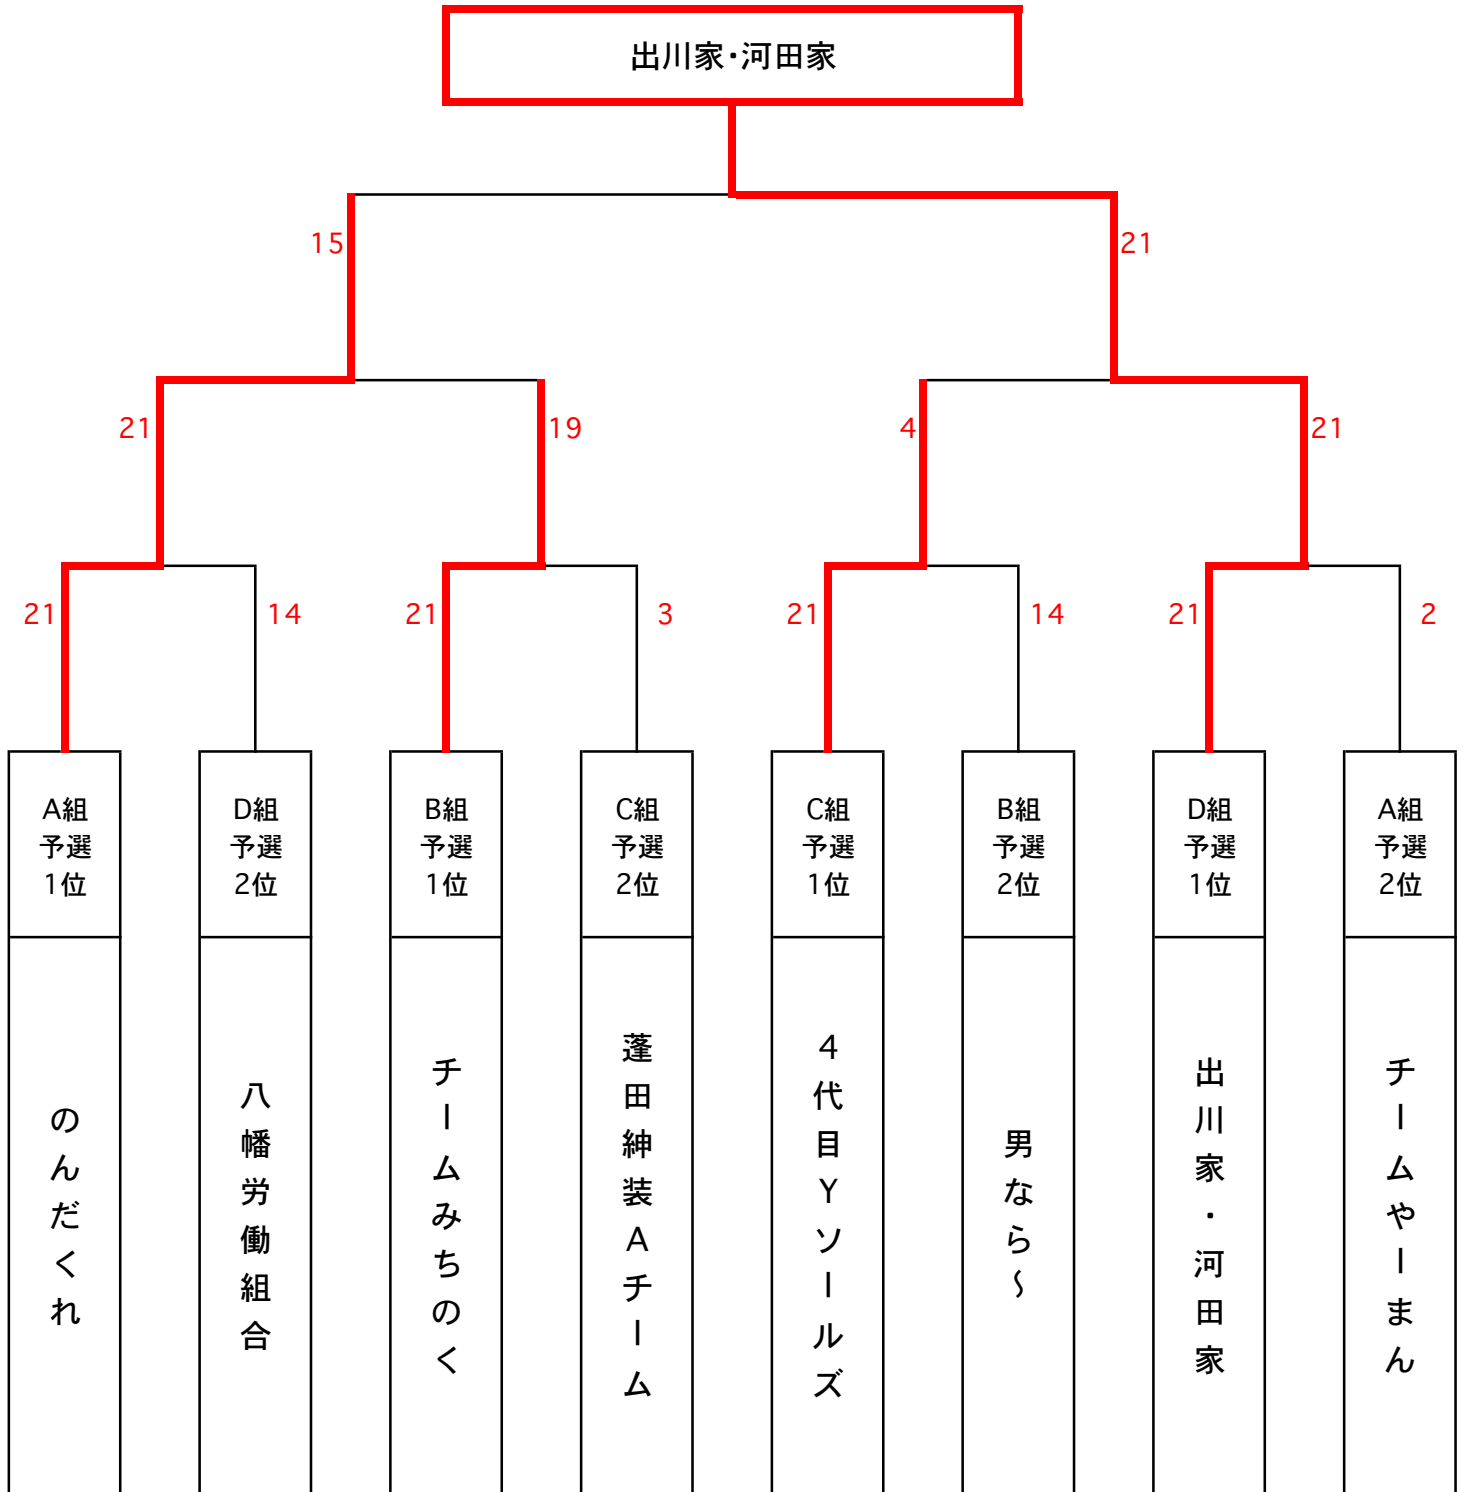 出川家・河田家
15
21
21
19
4
21
21
14
21
3
21
14
21
2
A組
予選
1位
D組
予選
2位
B組
予選
1位
C組
予選
2位
C組
予選
1位
B組
予選
2位
D組
予選
1位
A組
予選
2位
のんだくれ
八幡労働組合
チームみちのく
蓬田紳装Aチーム
4代目Yソールズ
男なら～
出川家・河田家
チームやーまん